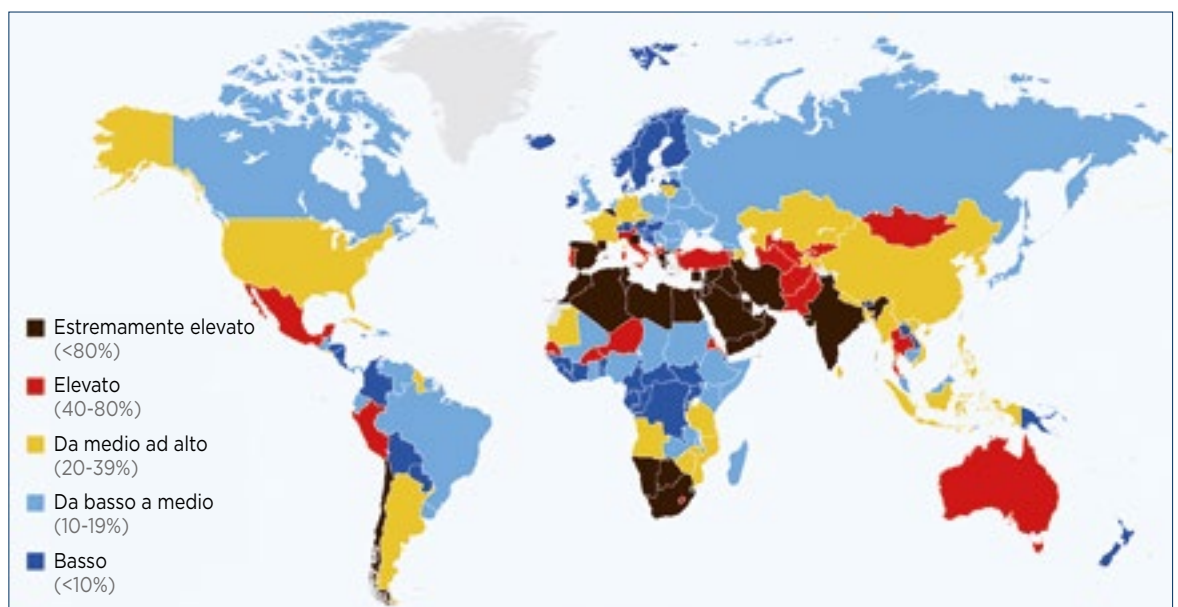 Estremamente elevato
(<80%)
Elevato
(40-80%)
Da medio ad alto
(20-39%)
Da basso a medio
(10-19%)
Basso
(<10%)